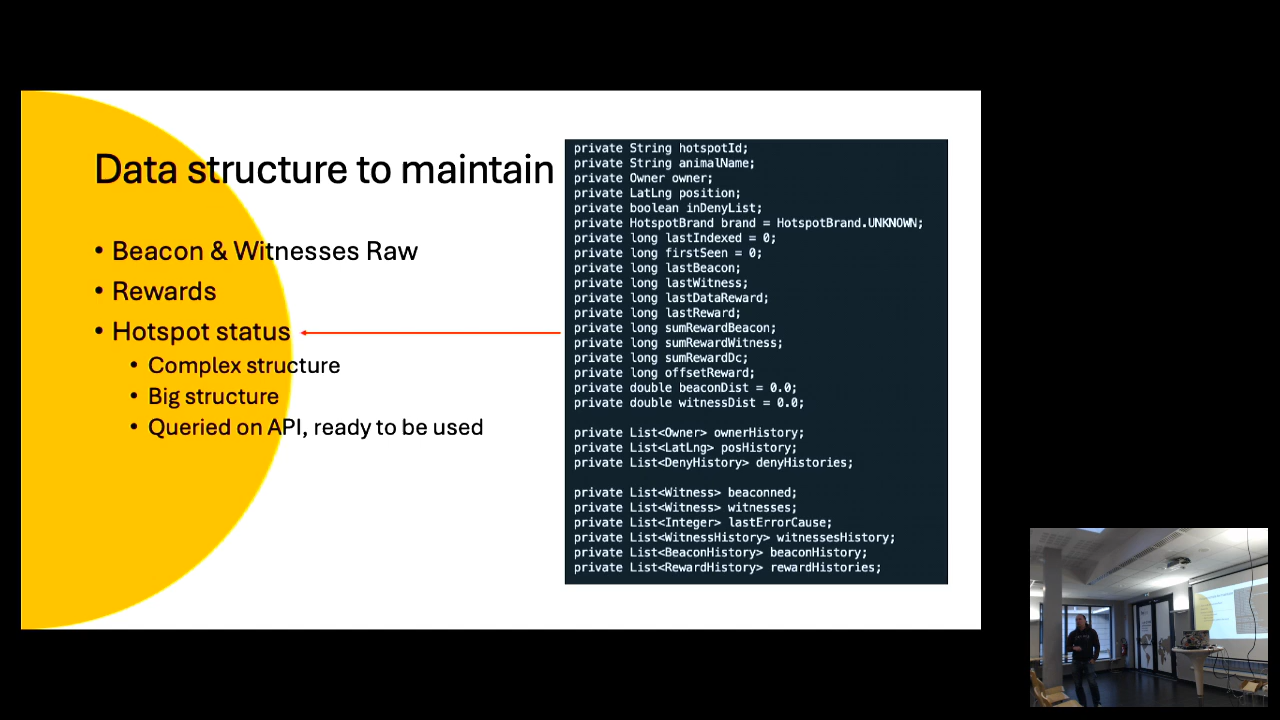 Data structure to maintain
• Beacon & Witnesses Raw
• Rewards
• Hotspot status
• Complex structure
• Big structure
• Queried on API, ready to be used
private String hotspotId;
private String animalName;
private Owner owner;
private LatLng position;
private boolean inDenyList;
private HotspotBrand brand = HotspotBrand.UNKNOWN;
private long lastIndexed = 0;
private long firstSeen = 0;
private long lastBeacon;
private long lastWitness;
private long lastDataReward;
private long lastReward;
private long sumRewardBeacon;
private long sumRewardWitness;
private long sumRewardDc;
private long offsetReward;
private double beaconDist = 0.0;
private double witnessDist = 0.0;
private List<Owner> ownerHistory;
private List<LatLng> posHistory;
private List<DenyHistory> denyHistories;
private List<Witness> beaconned;
private List<Witness> witnesses;
private List<Integer> lastErrorCause;
private List<WitnessHistory> witnessesHistory;
private List<BeaconHistory> beaconHistory;
private List<RewardHistory> rewardHistories;